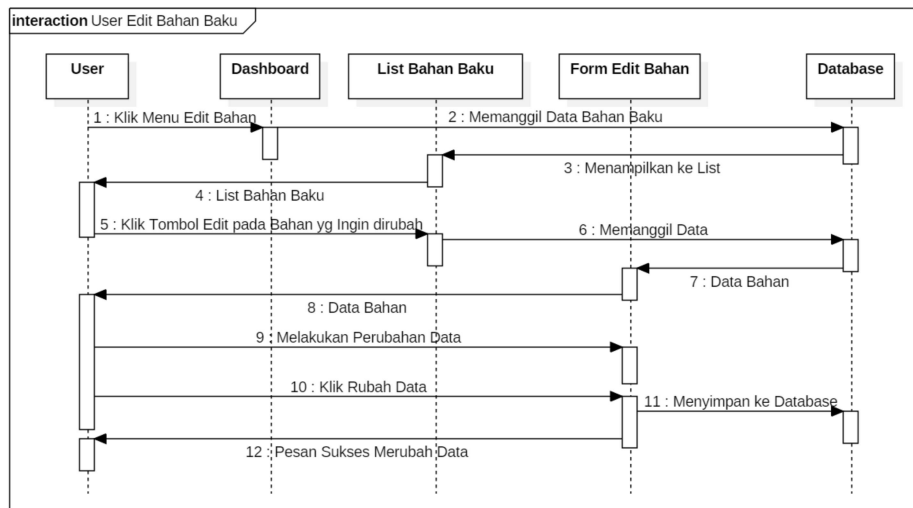 interaction User Edit Bahan Baku
User
Dashboard
List Bahan Baku
Form Edit Bahan
Database
1 : Klik Menu Edit Bahan
2 : Memanggil Data Bahan Baku
3 : Menampilkan ke List
4 : List Bahan Baku
5 : Klik Tombol Edit pada Bahan yg Ingin dirubah
6 : Memanggil Data
7 : Data Bahan
8 : Data Bahan
9 : Melakukan Perubahan Data
10 : Klik Rubah Data
11 : Menyimpan ke Database
12 : Pesan Sukses Merubah Data